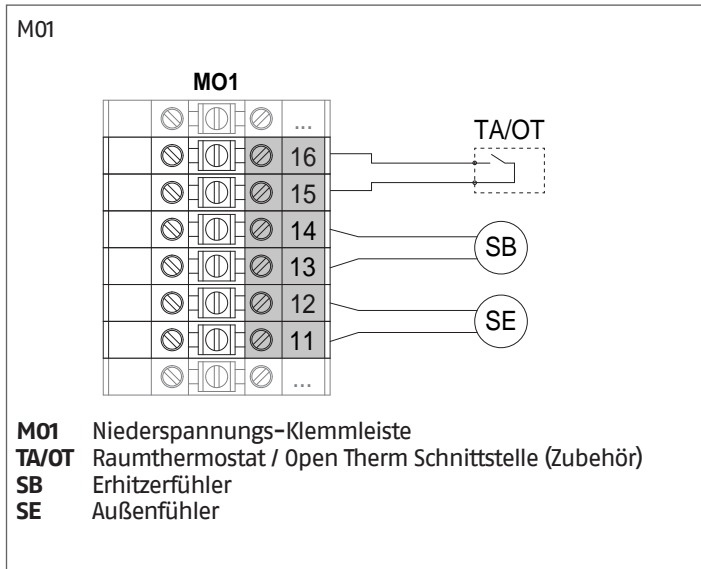 M01
MO1
...
16
TA/OT
15
14
SB
13
12
SE
11
...
M01 Niederspannungs-Klemmleiste
TA/OT Raumthermostat / Open Therm Schnittstelle (Zubehör)
SB Erhitzerfühler
SE Außenfühler